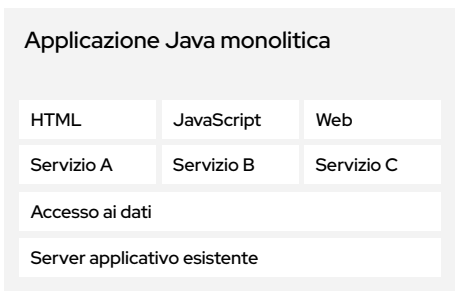 Applicazione Java monolitica
HTML JavaScript Web
Servizio A Servizio B Servizio C
Accesso ai dati
Server applicativo esistente